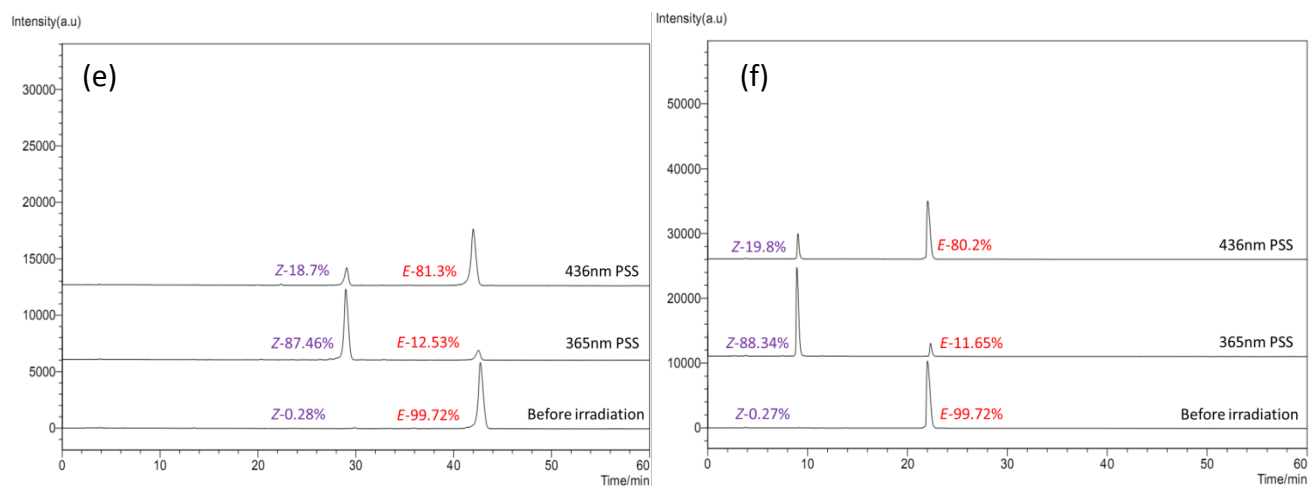 Intensity(a.u)
(e)
30000
25000
20000
15000
10000
5000
0
Z-18.7% E-81.3% 436nm PSS
Z-87.46% E-12.53% 365nm PSS
Z-0.28% E-99.72% Before irradiation
0 10 20 30 40 50 60
Time/min
Intensity(a.u)
(f)
50000
40000
30000
20000
10000
0
Z-19.8% E-80.2% 436nm PSS
Z-88.34% E-11.65% 365nm PSS
Z-0.27% E-99.72% Before irradiation
0 10 20 30 40 50 60
Time/min